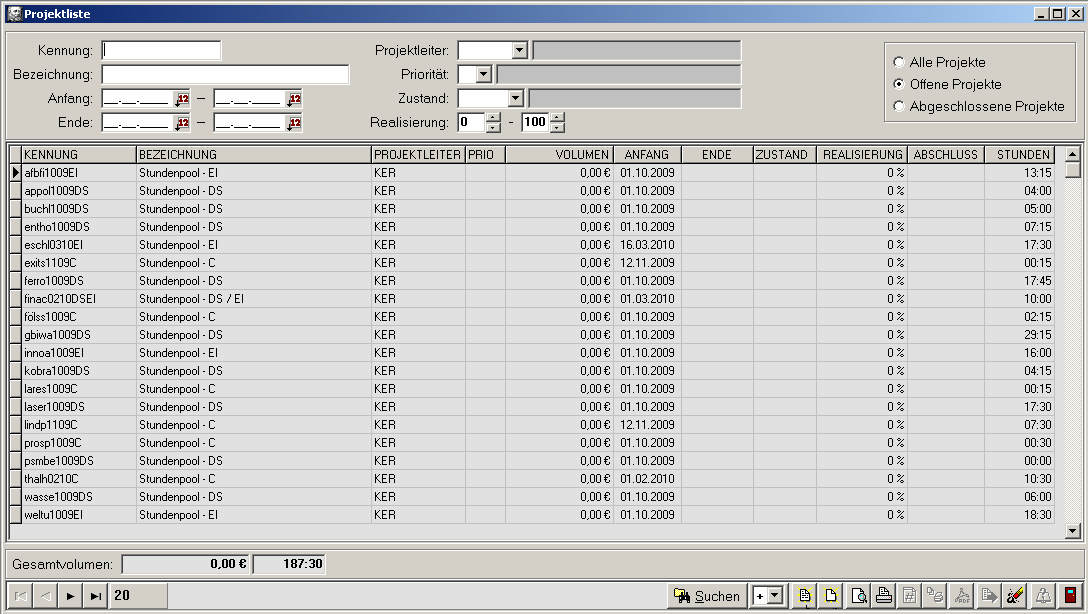 Projektliste
Kennung:
Bezeichnung:
Anfang: __.__.____ – __.__.____
Ende: __.__.____ – __.__.____
Projektleiter:
Priorität:
Zustand:
Realisierung: 0 - 100
Alle Projekte
Offene Projekte
Abgeschlossene Projekte
KENNUNG BEZEICHNUNG PROJEKTLEITER PRIO VOLUMEN ANFANG ENDE ZUSTAND REALISIERUNG ABSCHLUSS STUNDEN
afbfi1009EI Stundenpool - EI KER 0,00 € 01.10.2009 0 % 13:15
appol1009DS Stundenpool - DS KER 0,00 € 01.10.2009 0 % 04:00
buchl1009DS Stundenpool - DS KER 0,00 € 01.10.2009 0 % 05:00
entho1009DS Stundenpool - DS KER 0,00 € 01.10.2009 0 % 07:15
eschl0310EI Stundenpool - EI KER 0,00 € 16.03.2010 0 % 17:30
exits1109C Stundenpool - C KER 0,00 € 12.11.2009 0 % 00:15
ferro1009DS Stundenpool - DS KER 0,00 € 01.10.2009 0 % 17:45
finac0210DSEI Stundenpool - DS / EI KER 0,00 € 01.03.2010 0 % 10:00
fölss1009C Stundenpool - C KER 0,00 € 01.10.2009 0 % 02:15
gbiwa1009DS Stundenpool - DS KER 0,00 € 01.10.2009 0 % 29:15
innoa1009EI Stundenpool - EI KER 0,00 € 01.10.2009 0 % 16:00
kobra1009DS Stundenpool - DS KER 0,00 € 01.10.2009 0 % 04:15
lares1009C Stundenpool - C KER 0,00 € 01.10.2009 0 % 00:15
laser1009DS Stundenpool - DS KER 0,00 € 01.10.2009 0 % 17:30
lindp1109C Stundenpool - C KER 0,00 € 12.11.2009 0 % 07:30
prosp1009C Stundenpool - C KER 0,00 € 01.10.2009 0 % 00:30
psmbe1009DS Stundenpool - DS KER 0,00 € 01.10.2009 0 % 00:00
thalh0210C Stundenpool - C KER 0,00 € 01.02.2010 0 % 10:30
wasse1009DS Stundenpool - DS KER 0,00 € 01.10.2009 0 % 06:00
weltu1009EI Stundenpool - EI KER 0,00 € 01.10.2009 0 % 18:30
Gesamtvolumen: 0,00 € 187:30
20 Suchen +